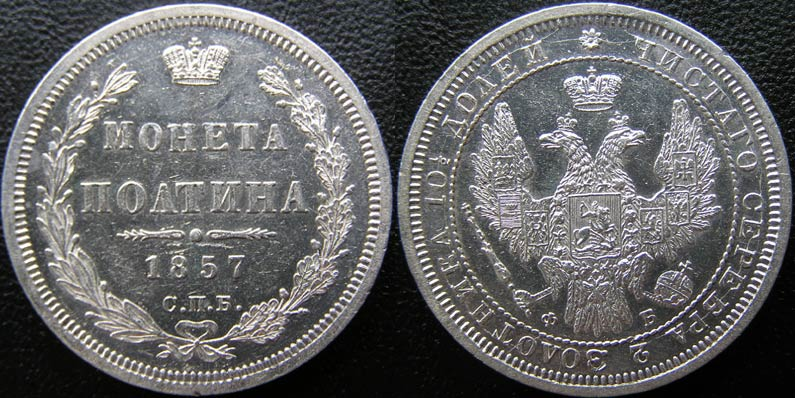 МОНЕТА
ПОЛТИНА
1857
С.П.Б.
ЧИСТАГО СЕРЕБРА 2 ЗОЛОТНИКА 10½ ДОЛЕЙ
Ф Б